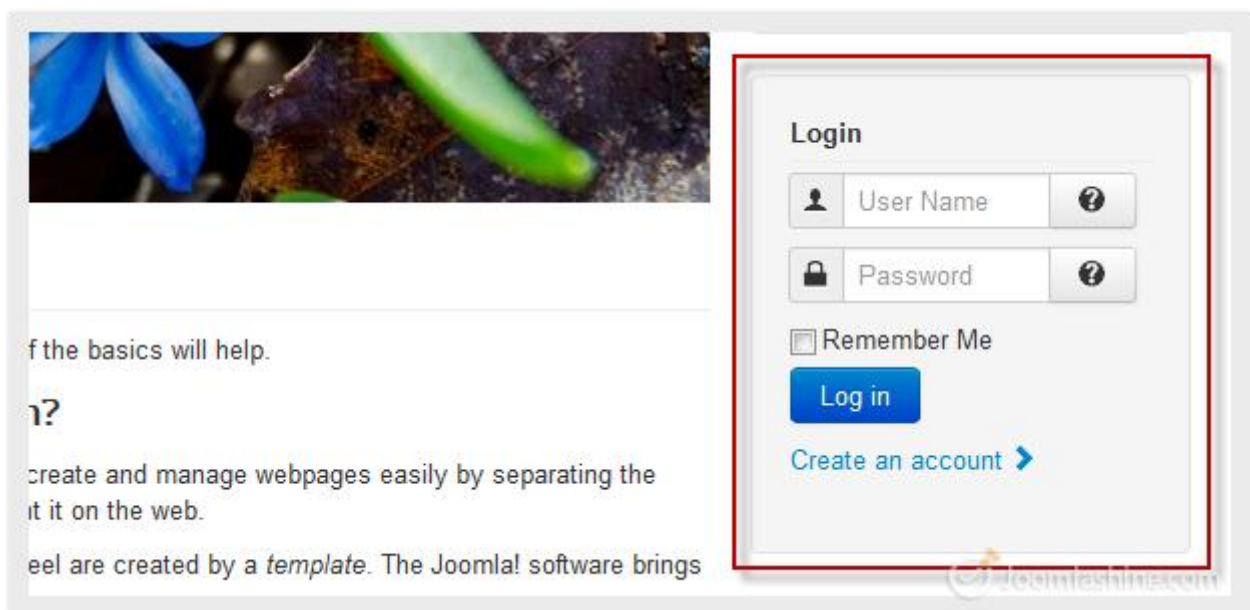 Login
User Name
Password
Remember Me
Log in
Create an account
f the basics will help.
n?
create and manage webpages easily by separating the
it it on the web.
eel are created by a template. The Joomla! software brings
Joomlashine.com